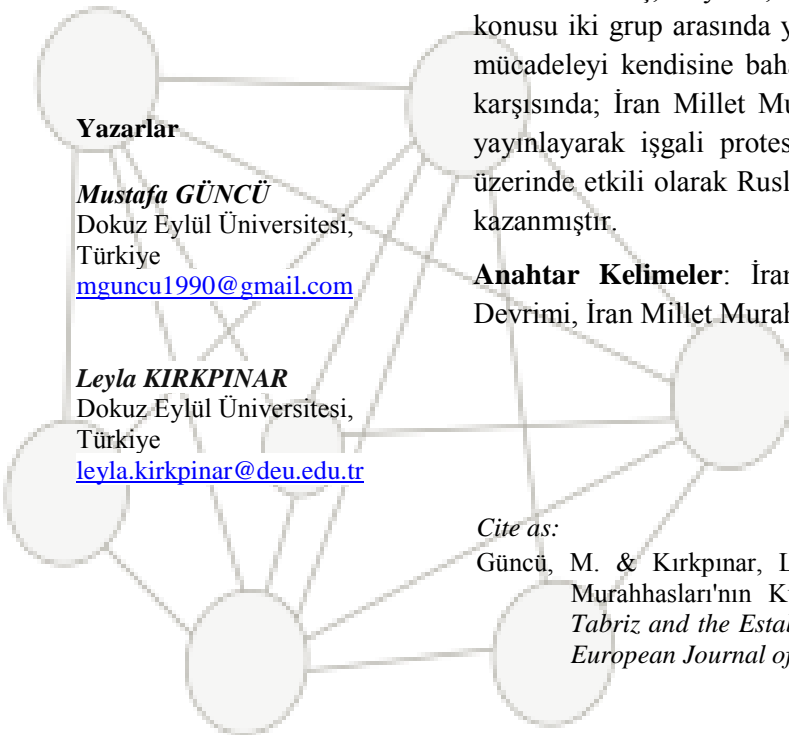 Yazarlar
Mustafa GÜNCÜ
Dokuz Eylül Üniversitesi,
Türkiye
mguncu1990@gmail.com
Leyla KIRKPINAR
Dokuz Eylül Üniversitesi,
Türkiye
leyla.kirkpinar@deu.edu.tr
konusu iki grup arasında y
mücadeleyi kendisine bah
karşısında; İran Millet Mu
yayınlayarak işgali protes
üzerinde etkili olarak Rusl
kazanmıştır.
Anahtar Kelimeler: İran
Devrimi, İran Millet Murah
Cite as:
Güncü, M. & Kırkpınar, L
Murahhasları'nın K
Tabriz and the Estal
European Journal of